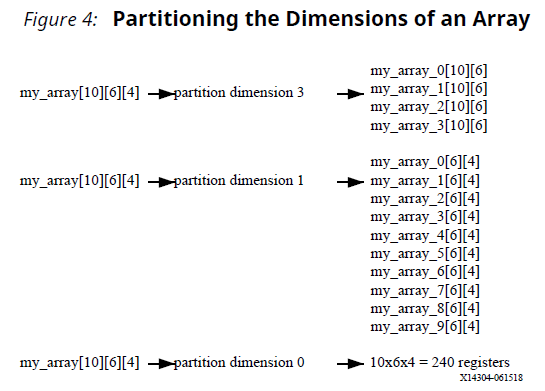 Figure 4: Partitioning the Dimensions of an Array
my_array[10][6][4] partition dimension 3
my_array_0[10][6]
my_array_1[10][6]
my_array_2[10][6]
my_array_3[10][6]
my_array[10][6][4] partition dimension 1
my_array_0[6][4]
my_array_1[6][4]
my_array_2[6][4]
my_array_3[6][4]
my_array_4[6][4]
my_array_5[6][4]
my_array_6[6][4]
my_array_7[6][4]
my_array_8[6][4]
my_array_9[6][4]
my_array[10][6][4] partition dimension 0 10x6x4 = 240 registers
X14304-061518